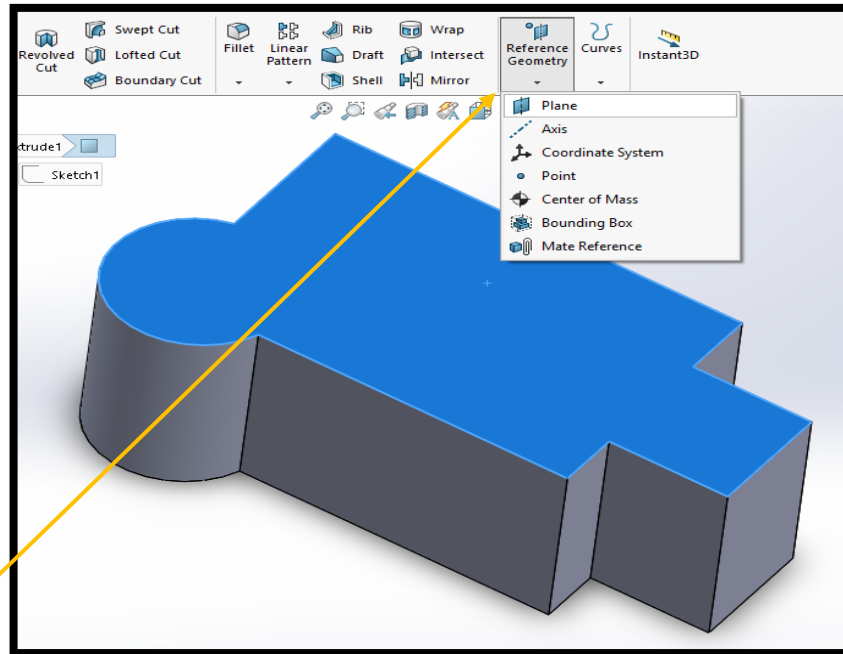 Revolved
Cut
Swept Cut
Lofted Cut
Boundary Cut
Fillet
Linear
Pattern
Rib
Draft
Shell
Wrap
Intersect
Mirror
Reference
Geometry
Curves
Instant3D
Plane
Axis
Coordinate System
Point
Center of Mass
Bounding Box
Mate Reference
trude1
Sketch1